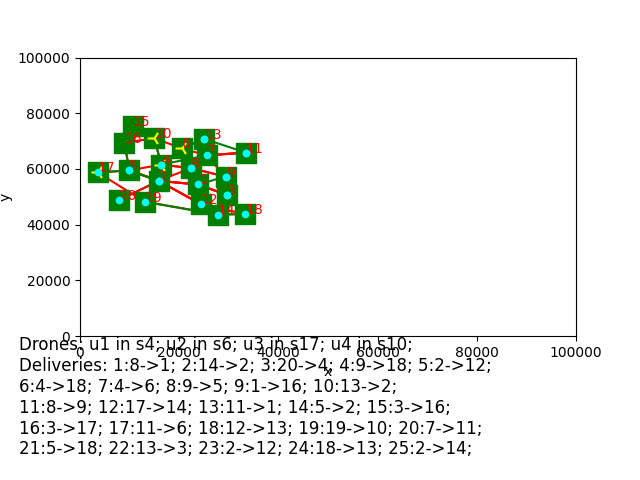 100000
80000
60000
40000
20000
0
y
0 20000 40000 60000 80000 100000
x
Drones: u1 in s4; u2 in s6; u3 in s17; u4 in s10;
Deliveries: 1:8->1; 2:14->2; 3:20->4; 4:9->18; 5:2->12;
6:4->18; 7:4->6; 8:9->5; 9:1->16; 10:13->2;
11:8->9; 12:17->14; 13:11->1; 14:5->2; 15:3->16;
16:3->17; 17:11->6; 18:12->13; 19:19->10; 20:7->11;
21:5->18; 22:13->3; 23:2->12; 24:18->13; 25:2->14;